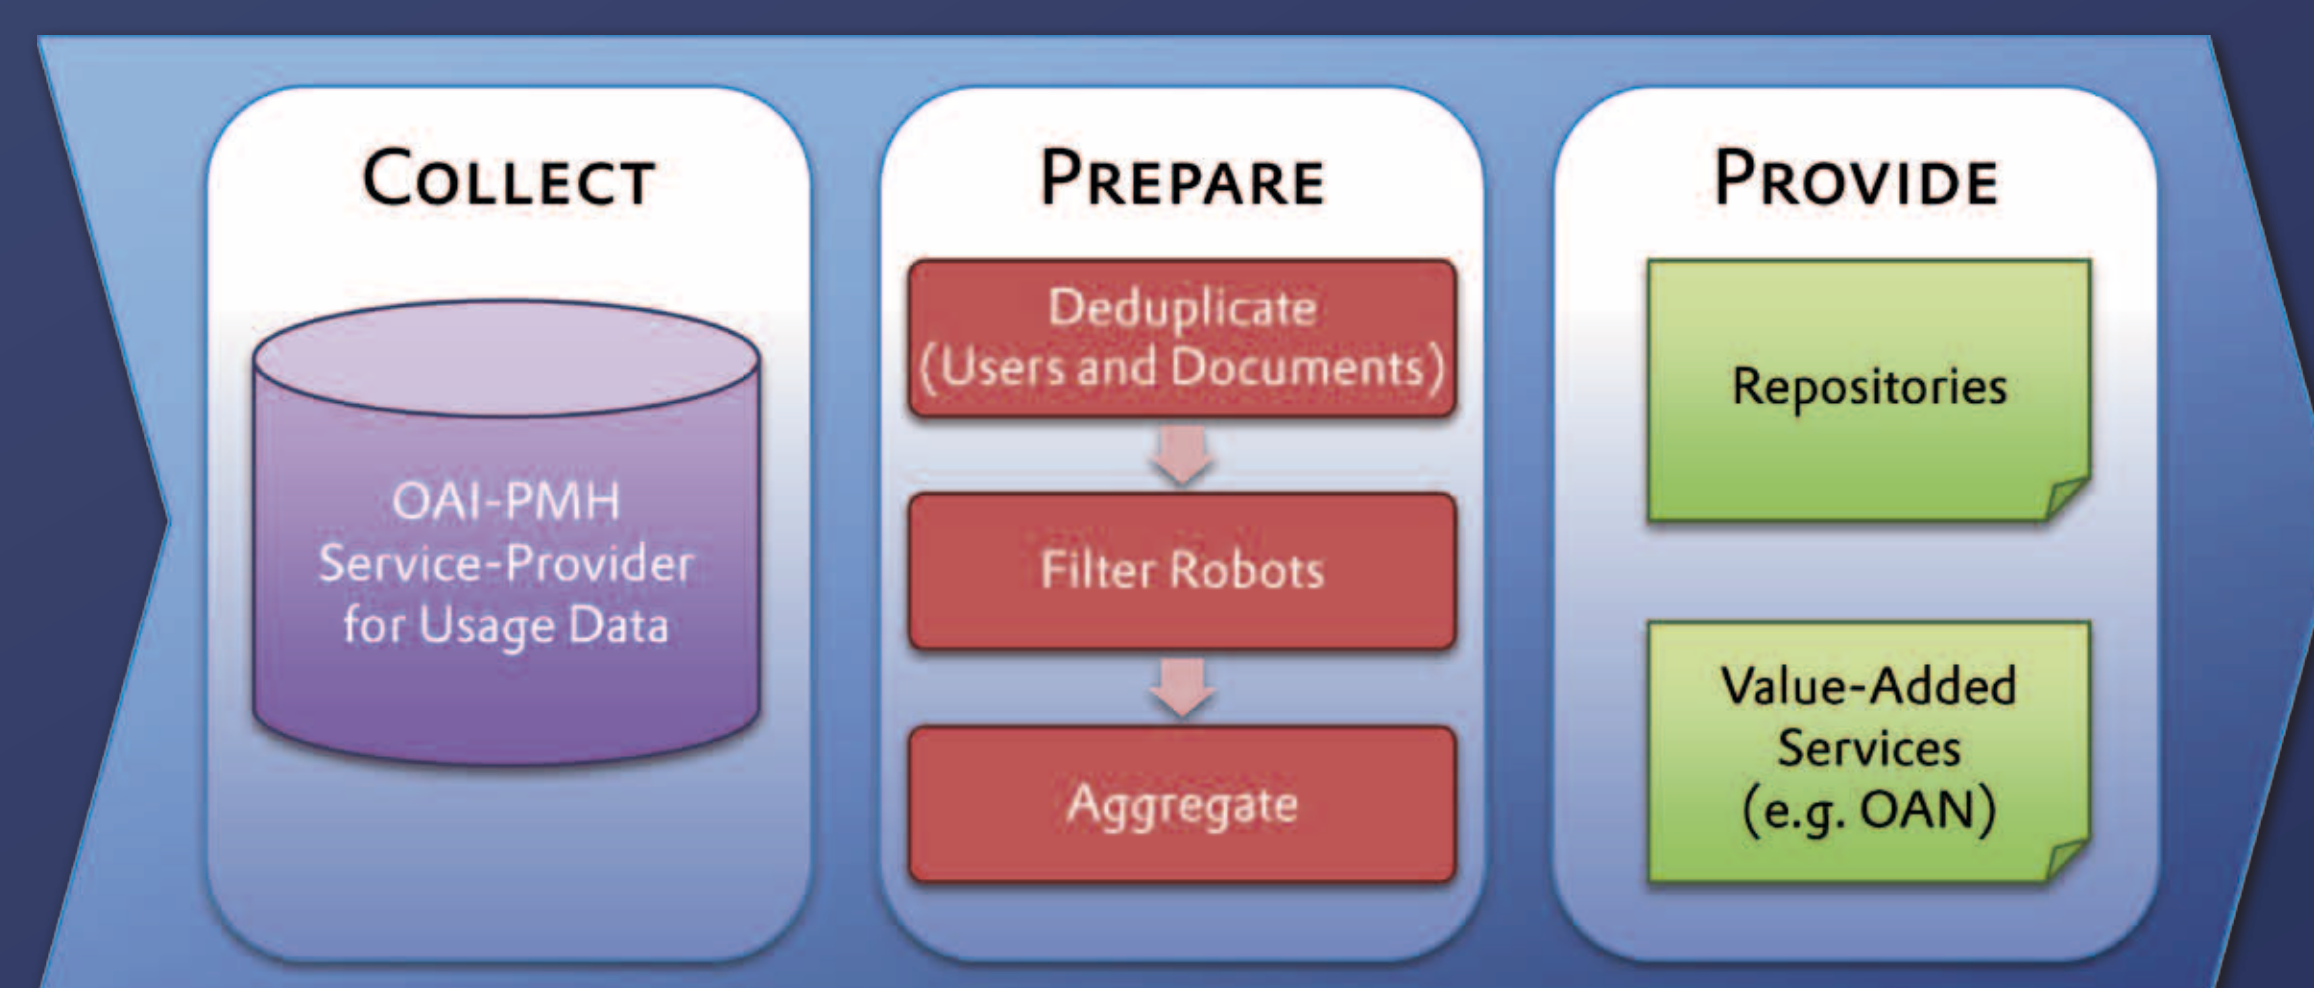 COLLECT
OAI-PMH
Service-Provider
for Usage Data
PREPARE
Deduplicate
(Users and Documents)
Filter Robots
Aggregate
PROVIDE
Repositories
Value-Added
Services
(e.g. OAN)